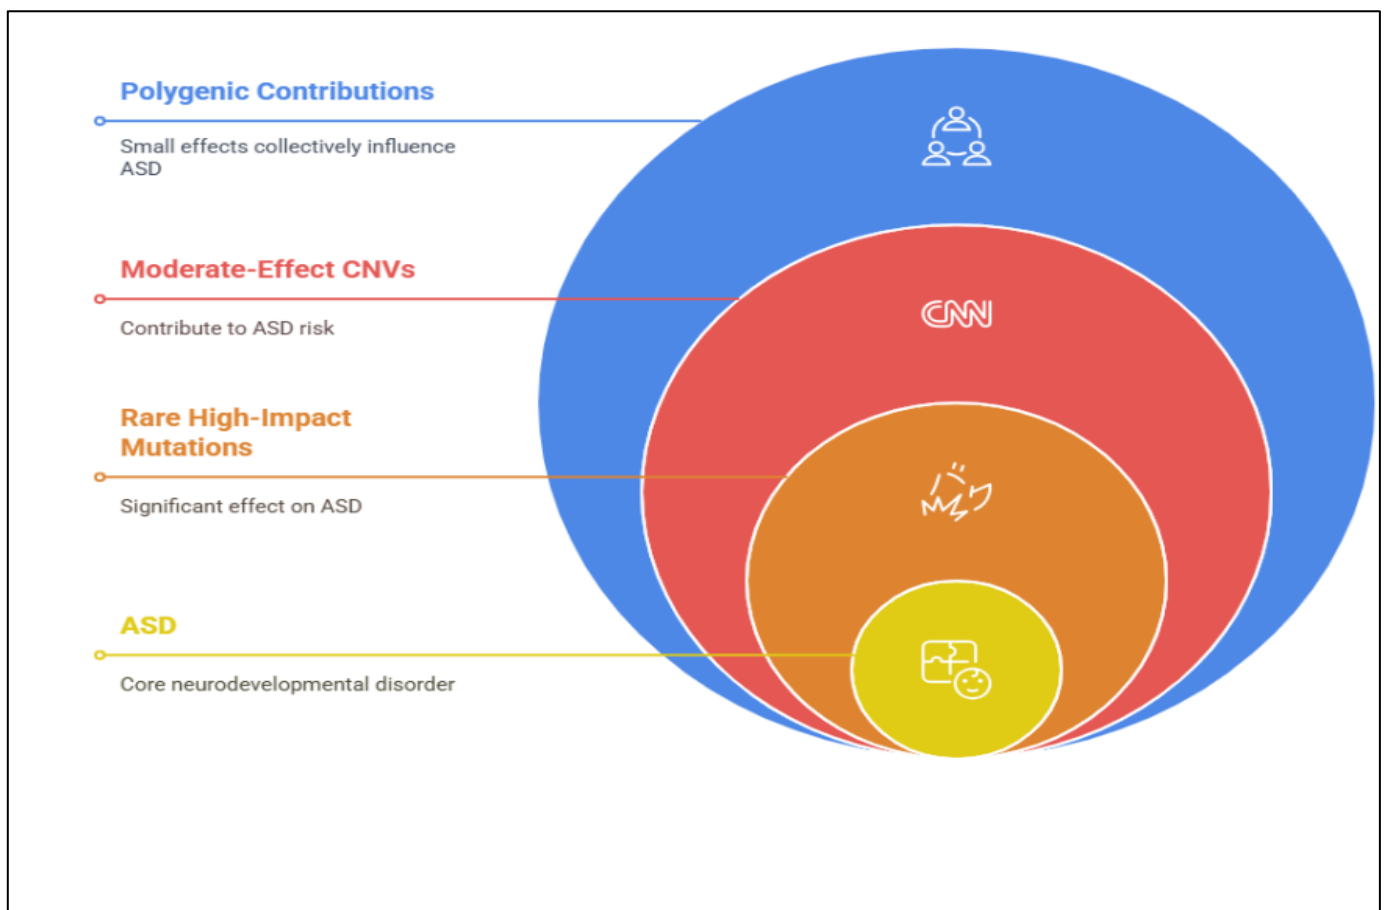 Polygenic Contributions
Small effects collectively influence
ASD
Moderate-Effect CNVs
Contribute to ASD risk
CNN
Rare High-Impact
Mutations
Significant effect on ASD
ASD
Core neurodevelopmental disorder